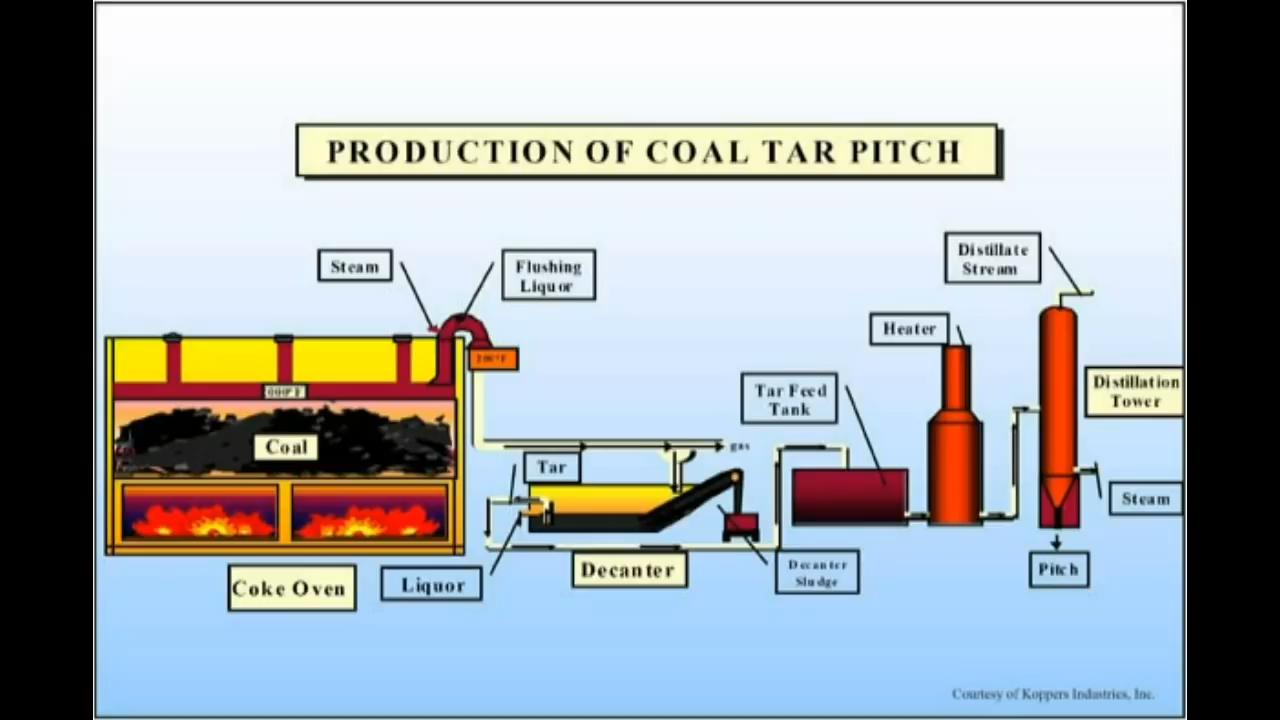 PRODUCTION OF COAL TAR PITCH
Distillate
Stream
Steam
Flushing
Liquor
Heater
Distillation
Tower
Tar Feed
Tank
Coal
gas
Tar
Steam
Decanter
Sludge
Decanter
Pitch
Liquor
Coke Oven
Courtesy of Koppers Industries, Inc.